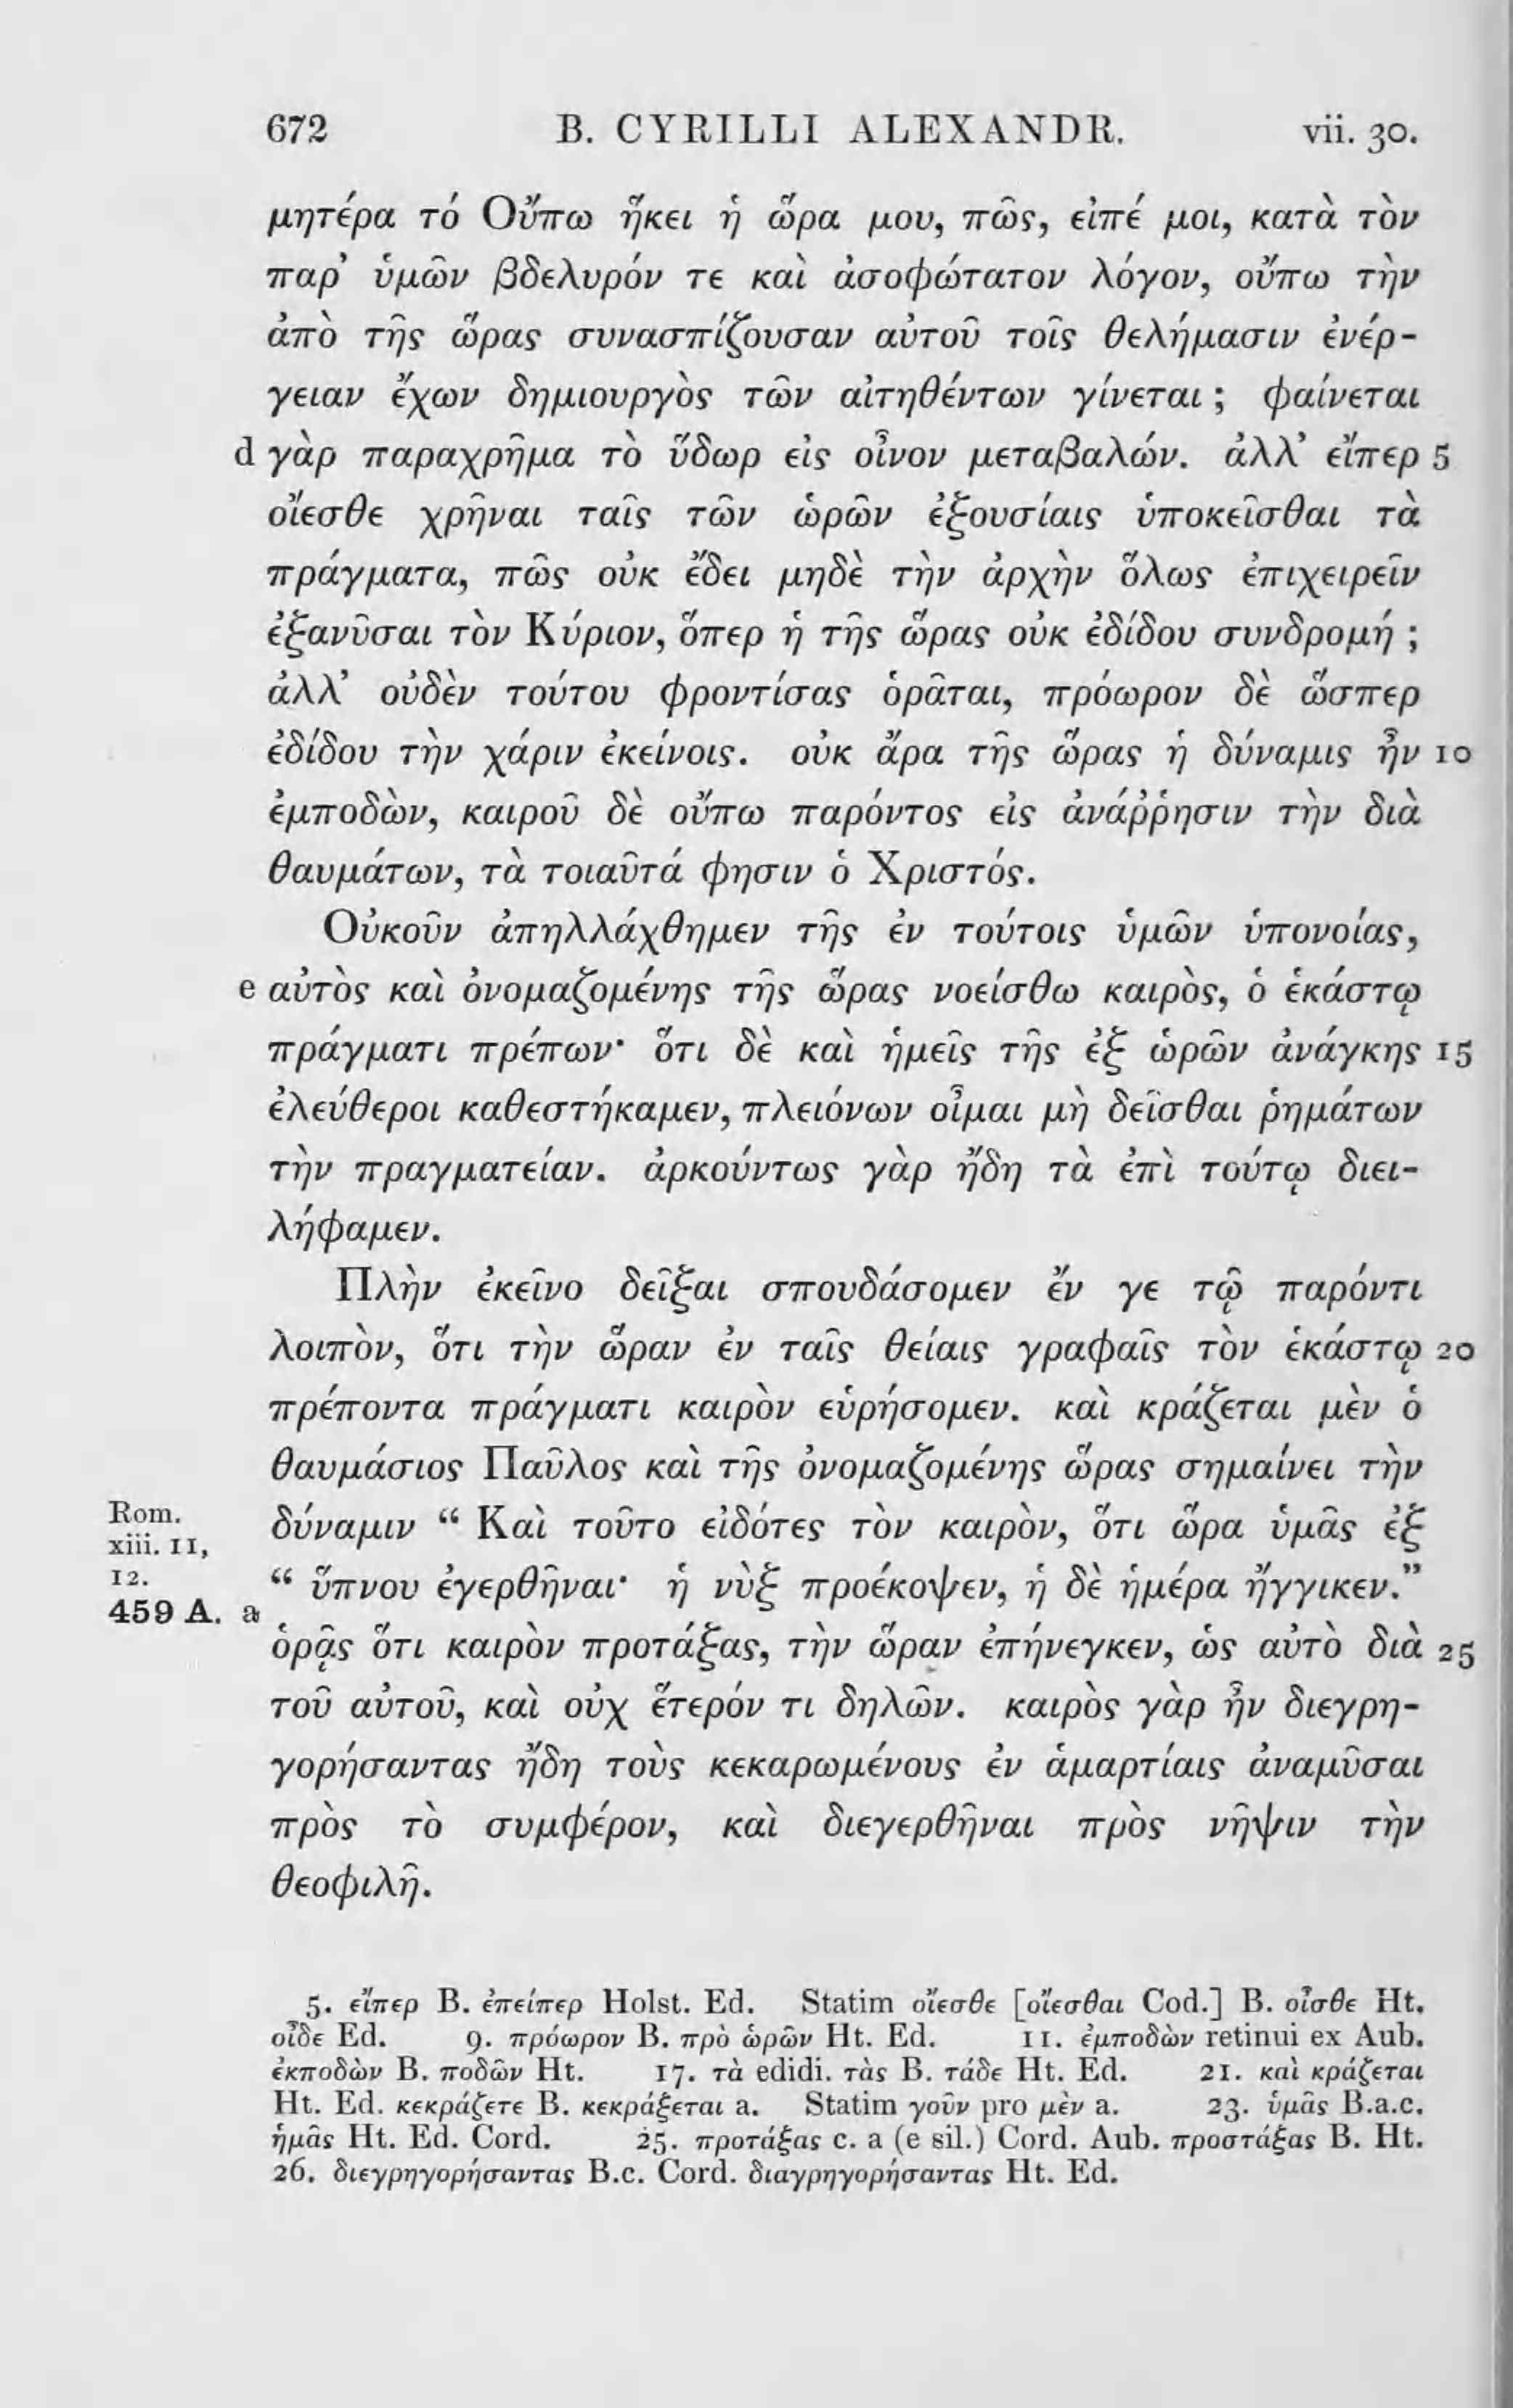 672 B. CYRILLI ALEXANDR. vii. 30.
μητέρα τό Οὔπω ἥκει ἡ ὥρα μου, πῶς, εἰπέ μοι, κατὰ τὸν
παρ’ ὑμῶν βδελυρόν τε καὶ ἀσοφώτατον λόγον, οὔπω τὴν
ἀπὸ τῆς ὥρας συνασπίζουσαν αὐτοῦ τοῖς θελήμασιν ἐνέρ-
γειαν ἔχων δημιουργὸς τῶν αἰτηθέντων γίνεται ; φαίνεται
d γὰρ παραχρῆμα τὸ ὕδωρ εἰς οἶνον μεταβαλών. ἀλλ’ εἴπερ 5
οἴεσθε χρῆναι ταῖς τῶν ὡρῶν ἐξουσίαις ὑποκεῖσθαι τὰ
πράγματα, πῶς οὐκ ἔδει μηδὲ τὴν ἀρχὴν ὅλως ἐπιχειρεῖν
ἐξανῦσαι τὸν Κύριον, ὅπερ ἡ τῆς ὥρας οὐκ ἐδίδου συνδρομή ;
ἀλλ’ οὐδὲν τούτου φροντίσας ὁρᾶται, πρόωρον δὲ ὥσπερ
ἐδίδου τὴν χάριν ἐκείνοις. οὐκ ἄρα τῆς ὥρας ἡ δύναμις ἦν 10
ἐμποδὼν, καιροῦ δὲ οὔπω παρόντος εἰς ἀνάῤῥησιν τὴν διὰ
θαυμάτων, τὰ τοιαῦτά φησιν ὁ Χριστός.
Οὐκοῦν ἀπηλλάχθημεν τῆς ἐν τούτοις ὑμῶν ὑπονοίας,
e αὐτὸς καὶ ὀνομαζομένης τῆς ὥρας νοείσθω καιρὸς, ὁ ἑκάστῳ
πράγματι πρέπων· ὅτι δὲ καὶ ἡμεῖς τῆς ἐξ ὡρῶν ἀνάγκης 15
ἐλεύθεροι καθεστήκαμεν, πλειόνων οἶμαι μὴ δεῖσθαι ῥημάτων
τὴν πραγματείαν. ἀρκούντως γὰρ ἤδη τὰ ἐπὶ τούτῳ διει-
λήφαμεν.
Πλὴν ἐκεῖνο δεῖξαι σπουδάσομεν ἔν γε τῷ παρόντι
λοιπὸν, ὅτι τὴν ὥραν ἐν ταῖς θείαις γραφαῖς τὸν ἑκάστῳ 20
πρέποντα πράγματι καιρὸν εὑρήσομεν. καὶ κράζεται μὲν ὁ
θαυμάσιος Παῦλος καὶ τῆς ὀνομαζομένης ὥρας σημαίνει τὴν
Rom. xiii. 11, δύναμιν “ Καὶ τοῦτο εἰδότες τὸν καιρὸν, ὅτι ὥρα ὑμᾶς ἐξ
12. “ ὕπνου ἐγερθῆναι· ἡ νὺξ προέκοψεν, ἡ δὲ ἡμέρα ἤγγικεν.”
459 A. a ὁρᾷς ὅτι καιρὸν προτάξας, τὴν ὥραν ἐπήνεγκεν, ὡς αὐτὸ διὰ 25
τοῦ αὐτοῦ, καὶ οὐχ ἕτερόν τι δηλῶν. καιρὸς γὰρ ἦν διεγρη-
γορήσαντας ἤδη τοὺς κεκαρωμένους ἐν ἁμαρτίαις ἀναμῦσαι
πρὸς τὸ συμφέρον, καὶ διεγερθῆναι πρὸς νῆψιν τὴν
θεοφιλῆ.
5. εἴπερ B. ἐπείπερ Holst. Ed. Statim οἴεσθε [οἴεσθαι Cod.] B. οἶσθε Ht.
οἶδε Ed. 9. πρόωρον B. πρὸ ὡρῶν Ht. Ed. 11. ἐμποδὼν retinui ex Aub.
ἐκποδὼν B. ποδῶν Ht. 17. τὰ edidi. τὰς B. τάδε Ht. Ed. 21. καὶ κράζεται
Ht. Ed. κεκράζετε B. κεκράξεται a. Statim γοῦν pro μὲν a. 23. ὑμᾶς B.a.c.
ἡμᾶς Ht. Ed. Cord. 25. προτάξας c. a (e sil.) Cord. Aub. προστάξας B. Ht.
26. διεγρηγορήσαντας B.c. Cord. διαγρηγορήσαντας Ht. Ed.